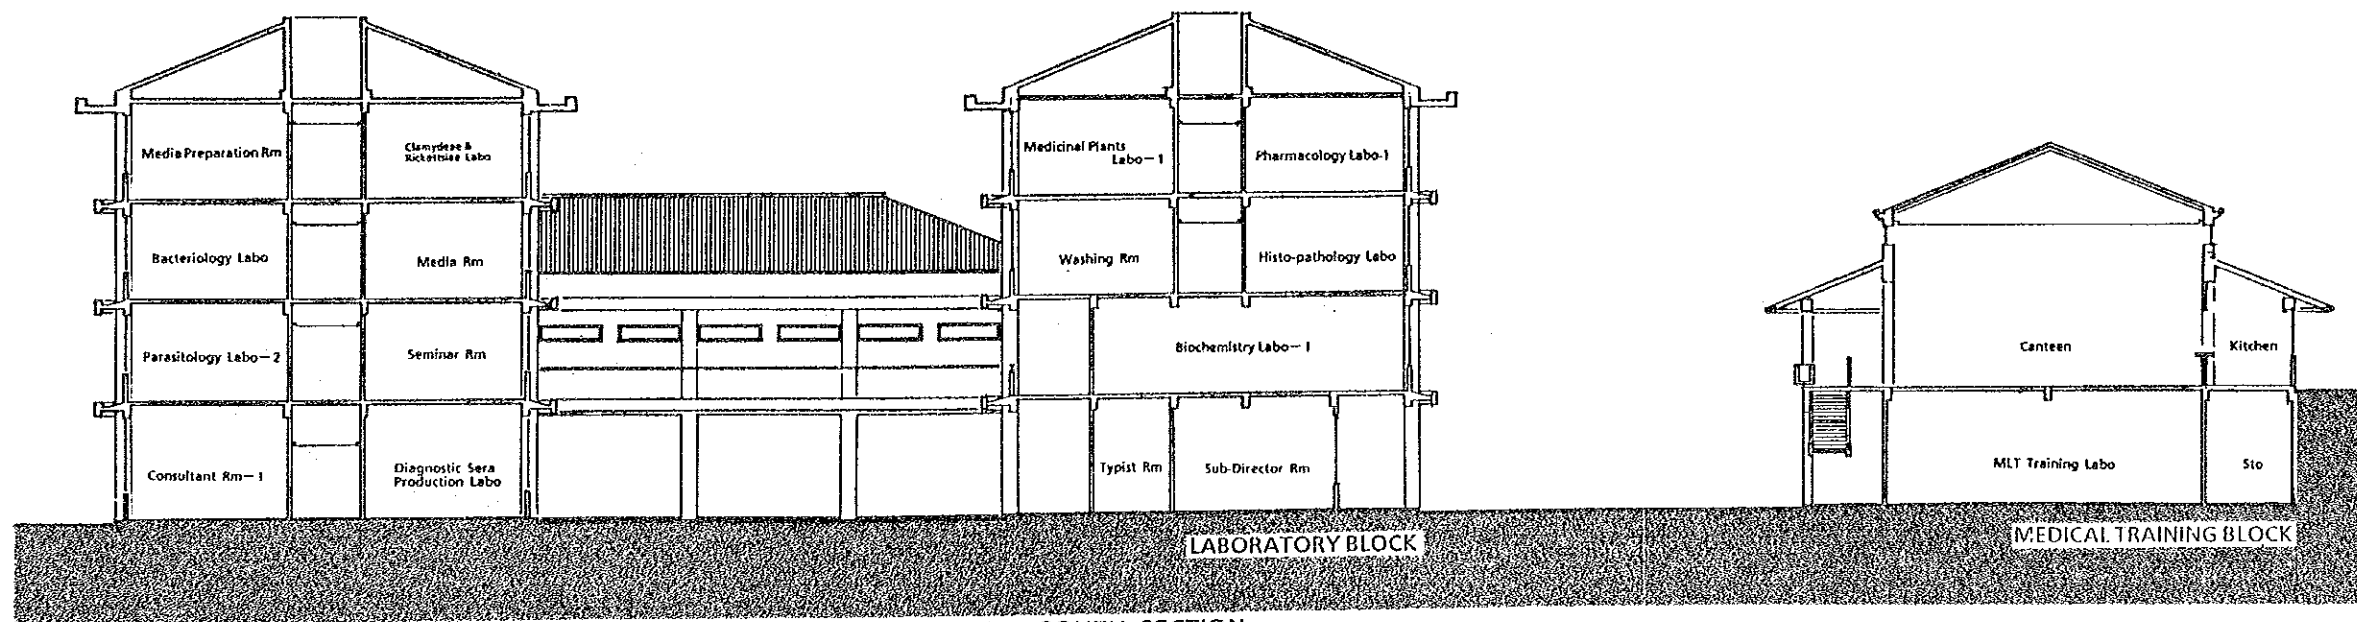 Media Preparation Rm
Clamydeae &
Rickettsiae Labo
Medicinal Plants
Labo-1
Pharmacology Labo-1
Bacteriology Labo
Media Rm
Washing Rm
Histo-pathology Labo
Parasitology Labo-2
Seminar Rm
Biochemistry Labo-1
Canteen
Kitchen
Consultant Rm-1
Diagnostic Sera
Production Labo
Typist Rm
Sub-Director Rm
MLT Training Labo
Sto
LABORATORY BLOCK
MEDICAL TRAINING BLOCK
SECTION